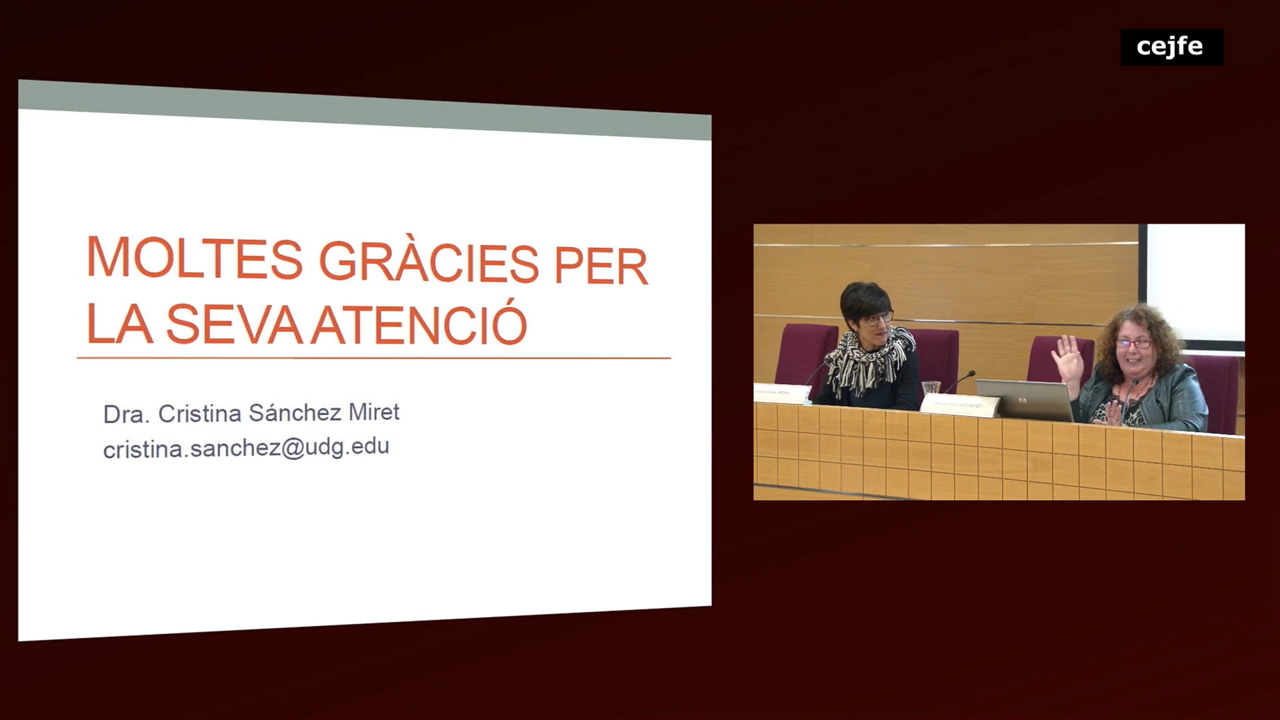 cejfe
MOLTES GRÀCIES PER
LA SEVA ATENCIÓ
Dra. Cristina Sánchez Miret
cristina.sanchez@udg.edu